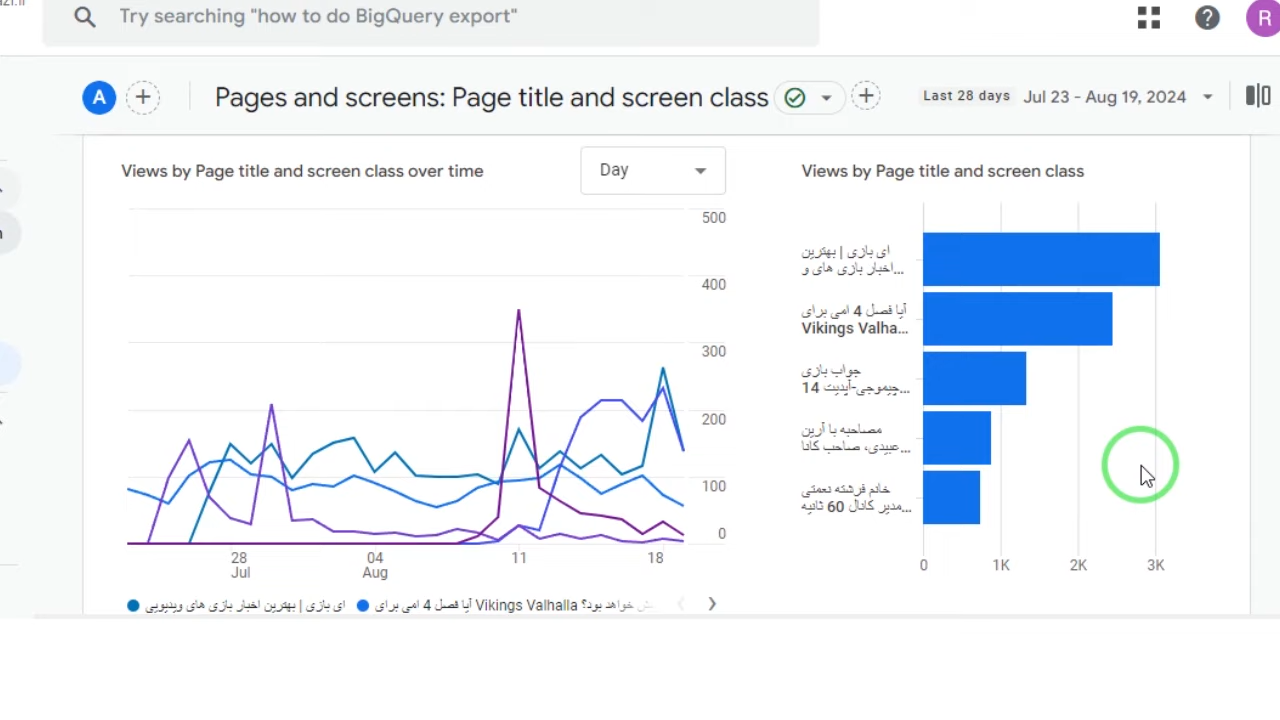 Try searching "how to do BigQuery export"
R
A
Pages and screens: Page title and screen class
Last 28 days Jul 23 - Aug 19, 2024
Views by Page title and screen class over time
Day
500
400
300
200
100
0
28
Jul
04
Aug
11
18
ای بازی | بهترین اخبار بازی های ویدیویی
آیا فصل 4 امی برای Vikings Valhalla خواهد بود؟
Views by Page title and screen class
ای بازی | بهترین
اخبار بازی های و...
آیا فصل 4 امی برای
Vikings Valha...
جواب بازی
جیموجی-آپدیت 14...
مصاحبه با آرین
عبیدی، صاحب کانا...
خانم فرشته نعمتی
مدیر کانال 60 ثانیه...
0
1K
2K
3K